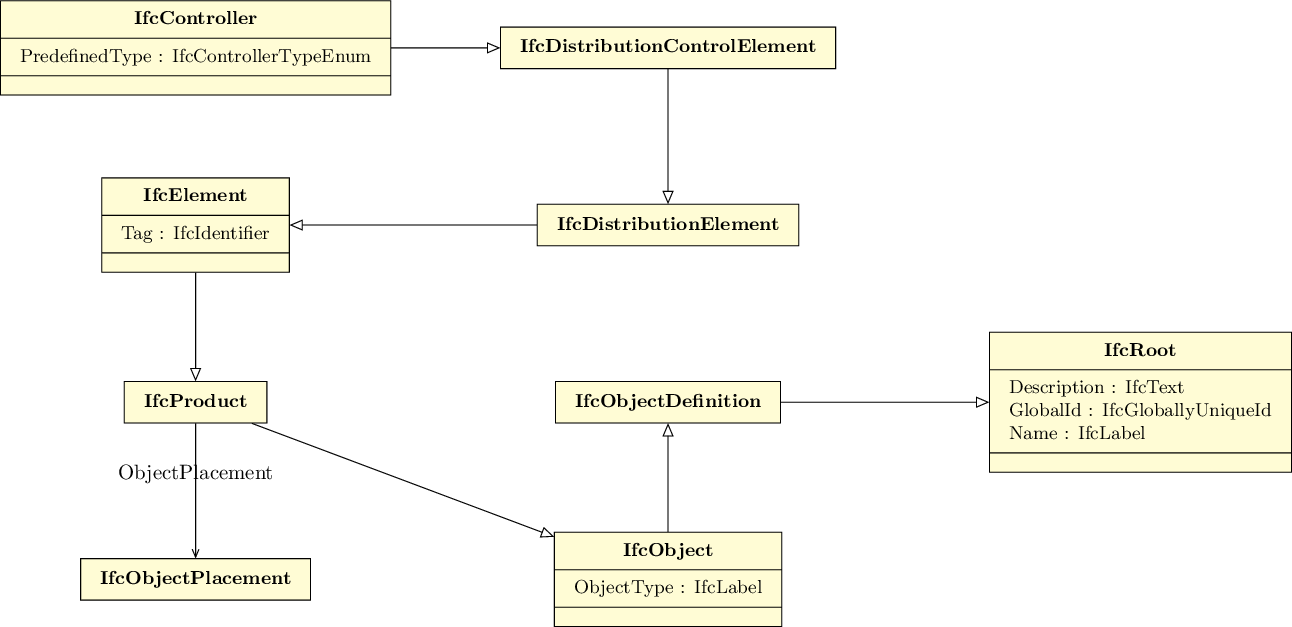 IfcController
PredefinedType : IfcControllerTypeEnum
IfcDistributionControlElement
IfcElement
Tag : IfcIdentifier
IfcDistributionElement
IfcRoot
Description : IfcText
GlobalId : IfcGloballyUniqueId
Name : IfcLabel
IfcProduct
IfcObjectDefinition
ObjectPlacement
IfcObject
ObjectType : IfcLabel
IfcObjectPlacement